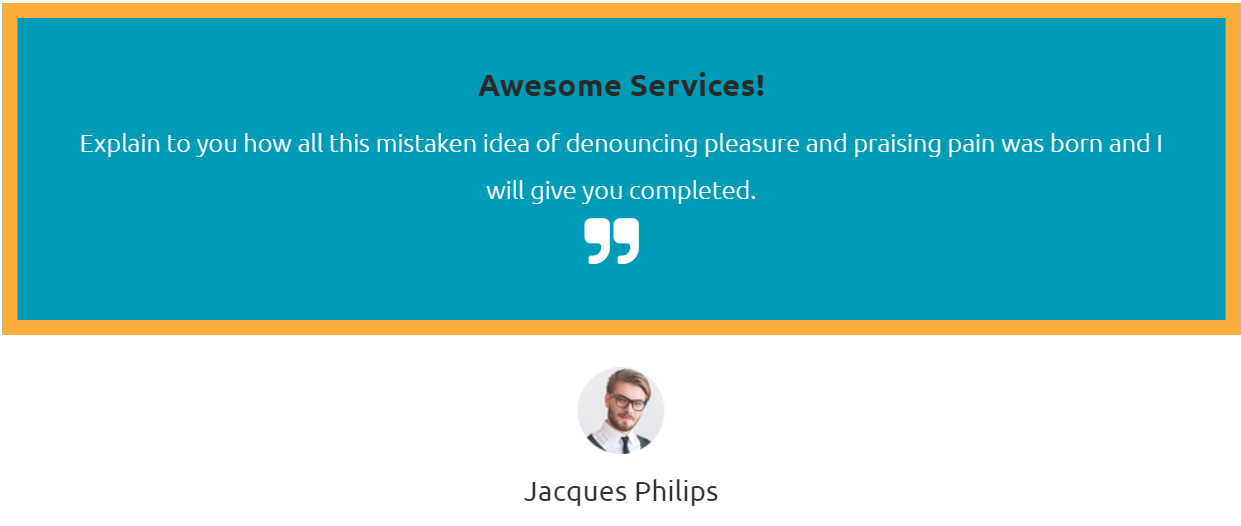 Awesome Services!
Explain to you how all this mistaken idea of denouncing pleasure and praising pain was born and I
will give you completed.
”
Jacques Philips